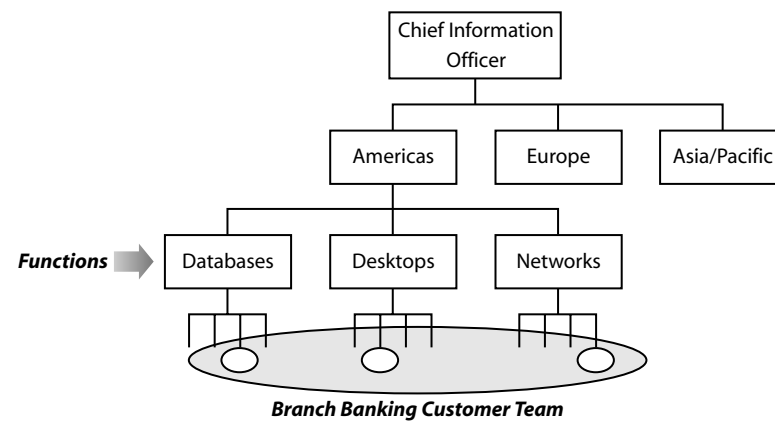 Chief Information
Officer
Americas
Europe
Asia/Pacific
Functions
Databases
Desktops
Networks
Branch Banking Customer Team